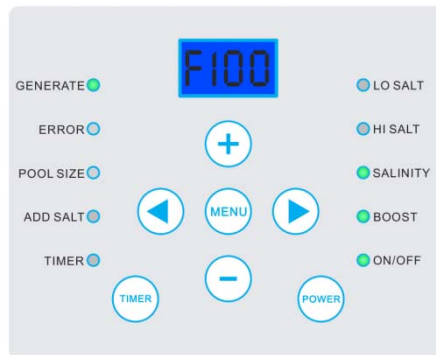 F100
GENERATE
LO SALT
ERROR
+
HI SALT
POOL SIZE
SALINITY
ADD SALT
MENU
BOOST
TIMER
−
ON/OFF
TIMER
POWER